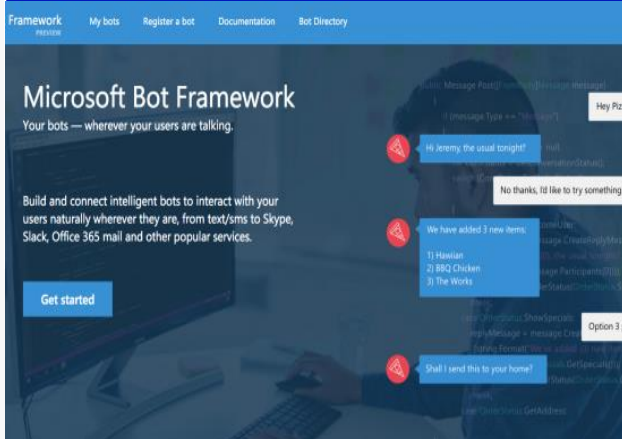 Framework
PREVIEW
My bots
Register a bot
Documentation
Bot Directory
Microsoft Bot Framework
Your bots — wherever your users are talking.
Build and connect intelligent bots to interact with your
users naturally wherever they are, from text/sms to Skype,
Slack, Office 365 mail and other popular services.
Get started
Hey Piz
Hi Jeremy, the usual tonight?
No thanks, I'd like to try something
We have added 3 new items:
1) Hawiian
2) BBQ Chicken
3) The Works
Option 3
Shall I send this to your home?